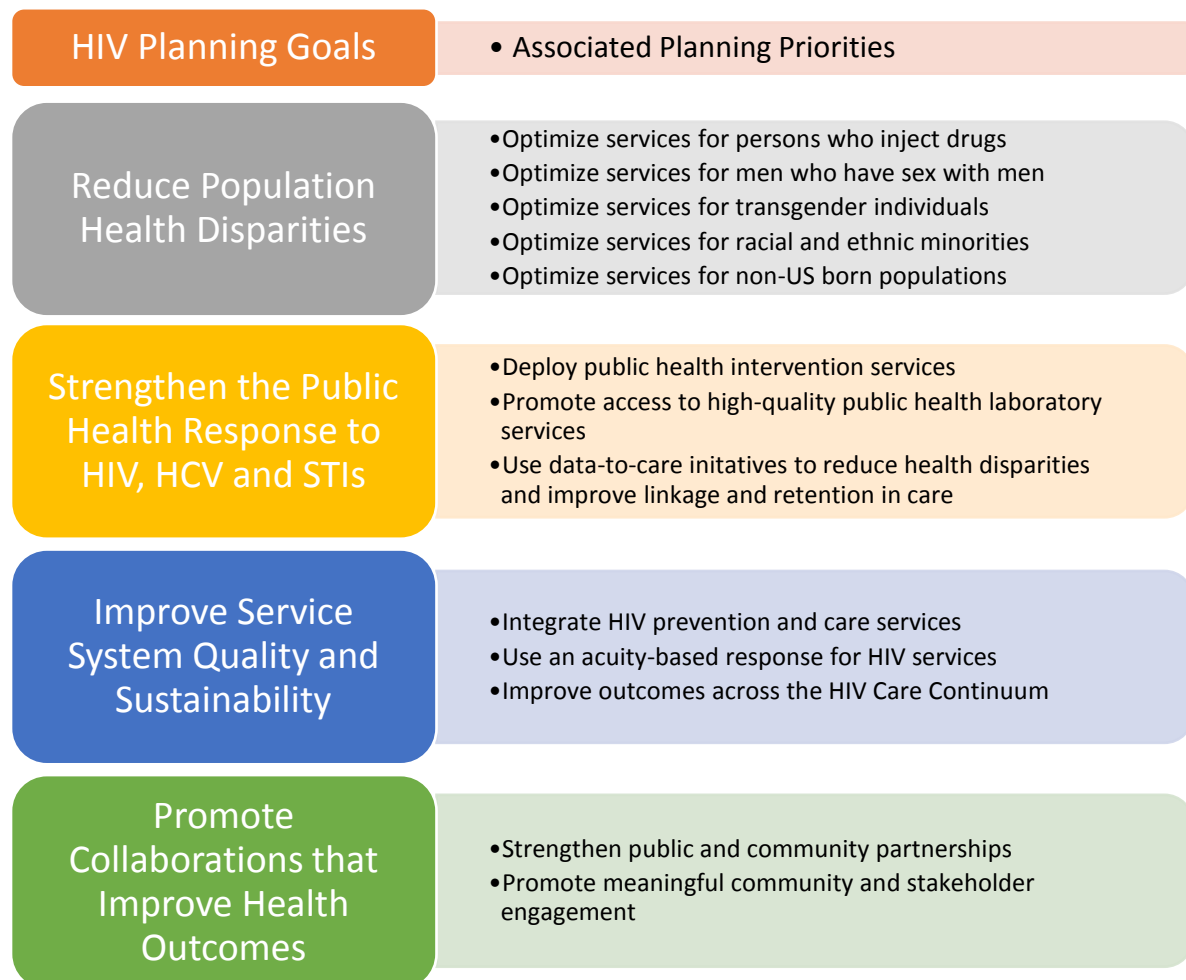 HIV Planning Goals
• Associated Planning Priorities
Reduce Population
Health Disparities
•Optimize services for persons who inject drugs
•Optimize services for men who have sex with men
•Optimize services for transgender individuals
•Optimize services for racial and ethnic minorities
•Optimize services for non-US born populations
Strengthen the Public
Health Response to
HIV, HCV and STIs
•Deploy public health intervention services
•Promote access to high-quality public health laboratory
services
•Use data-to-care initatives to reduce health disparities
and improve linkage and retention in care
Improve Service
System Quality and
Sustainability
•Integrate HIV prevention and care services
•Use an acuity-based response for HIV services
•Improve outcomes across the HIV Care Continuum
Promote
Collaborations that
Improve Health
Outcomes
•Strengthen public and community partnerships
•Promote meaningful community and stakeholder
engagement